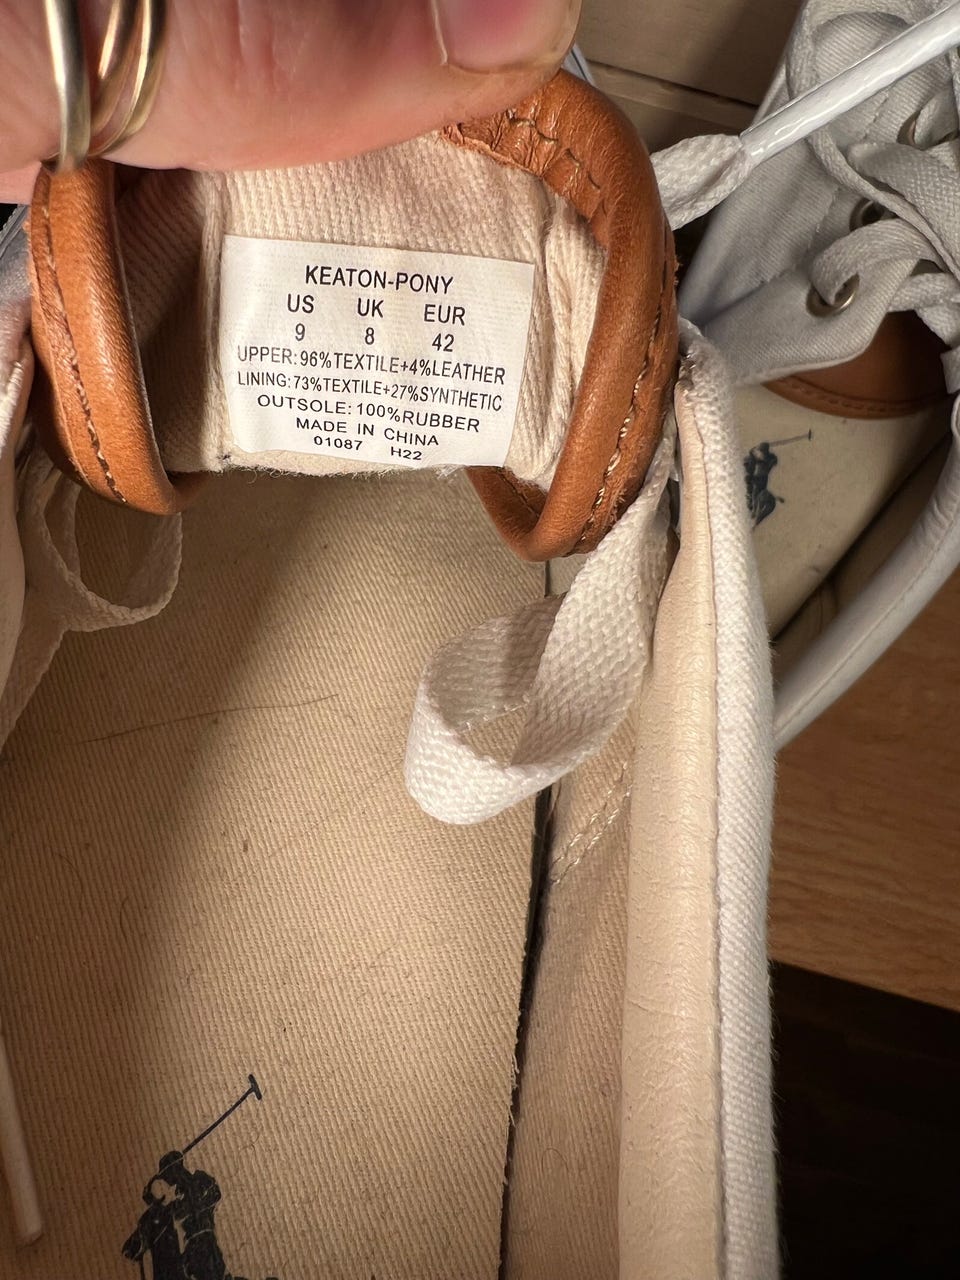 KEATON-PONY
US UK EUR
9 8 42
UPPER:96%TEXTILE+4%LEATHER
LINING:73%TEXTILE+27%SYNTHETIC
OUTSOLE:100%RUBBER
MADE IN CHINA
01087 H22